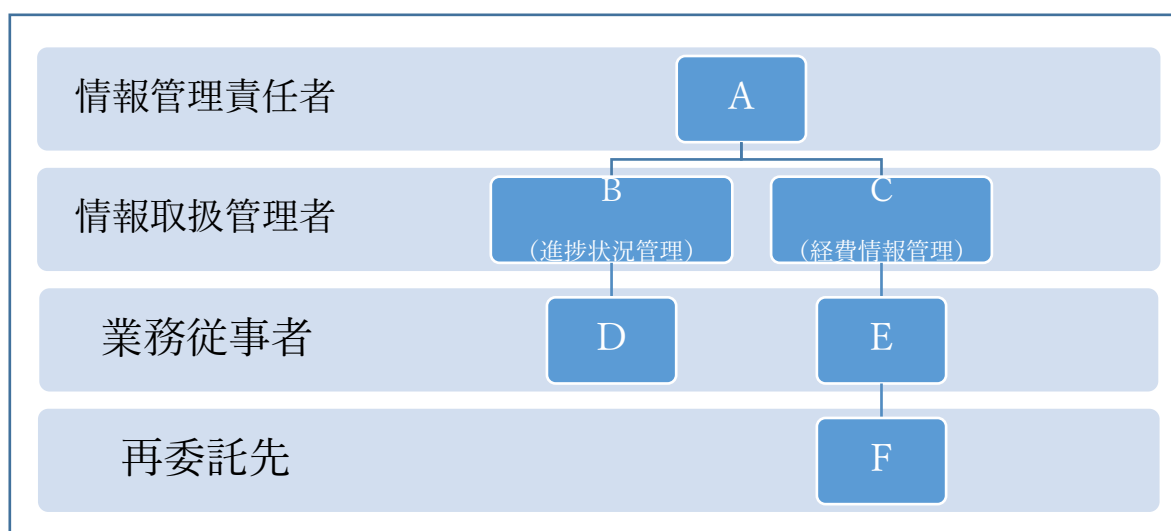 情報管理責任者
A
情報取扱管理者
B
（進捗状況管理）
C
（経費情報管理）
業務従事者
D
E
再委託先
F